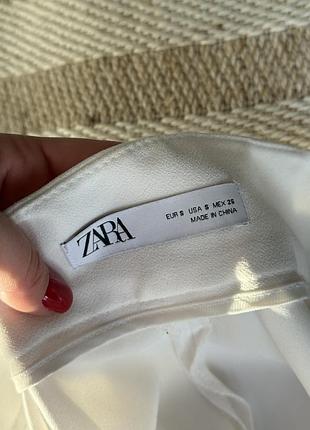 ZARA
EUR S USA S MEX 26
MADE IN CHINA